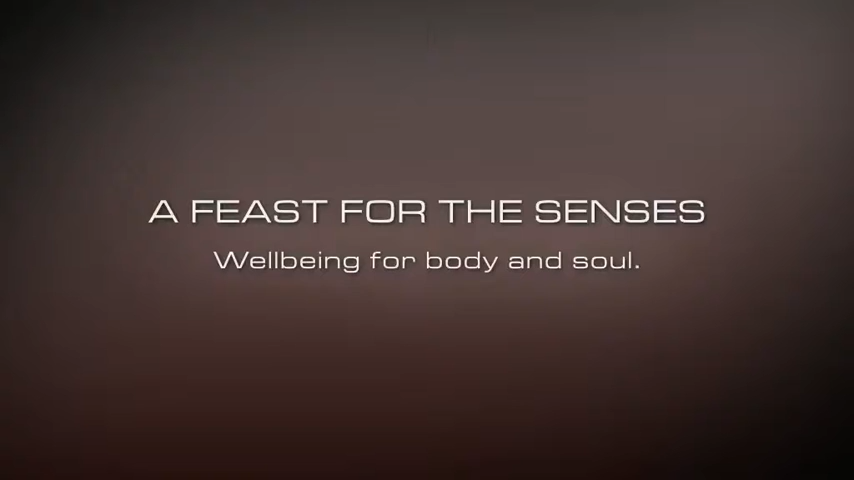 A FEAST FOR THE SENSES
Wellbeing for body and soul.